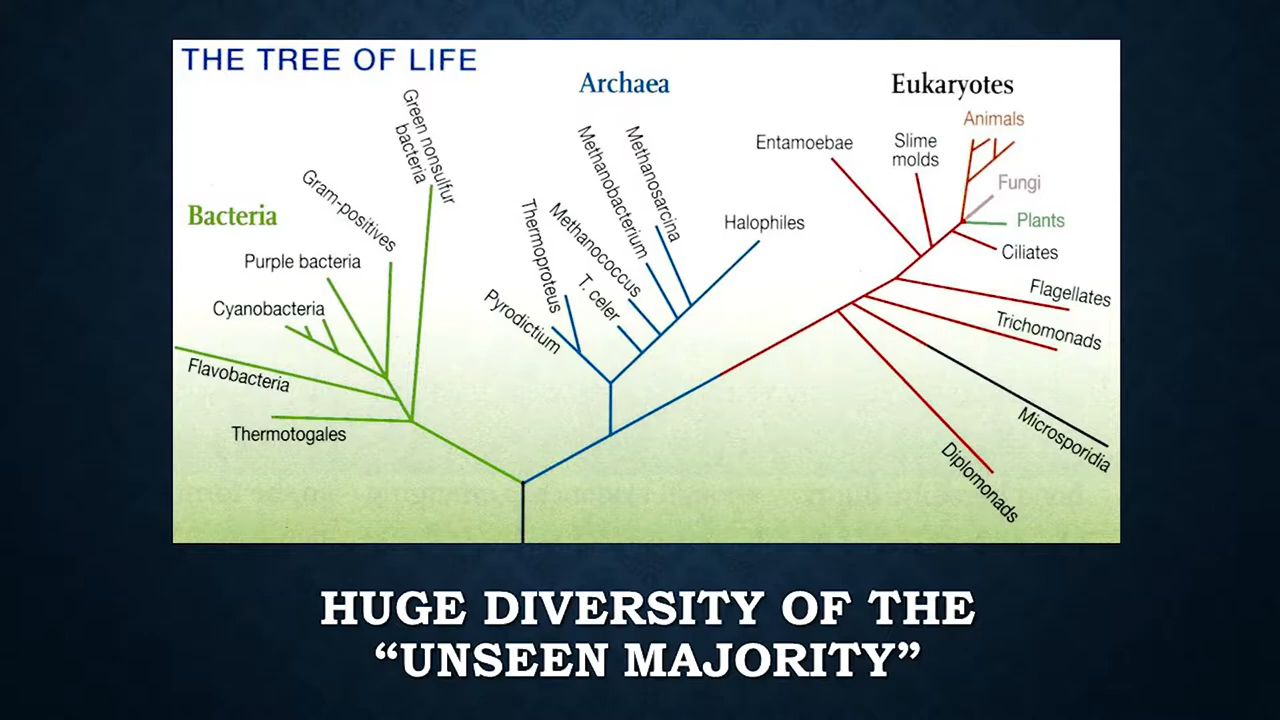 THE TREE OF LIFE
Bacteria
Archaea
Eukaryotes
Green nonsulfur
bacteria
Gram-positives
Purple bacteria
Cyanobacteria
Flavobacteria
Thermotogales
Methanosarcina
Methanobacterium
Methanococcus
Thermoproteus
T. celer
Pyrodictium
Halophiles
Entamoebae
Slime
molds
Animals
Fungi
Plants
Ciliates
Flagellates
Trichomonads
Microsporidia
Diplomonads
HUGE DIVERSITY OF THE
“UNSEEN MAJORITY”